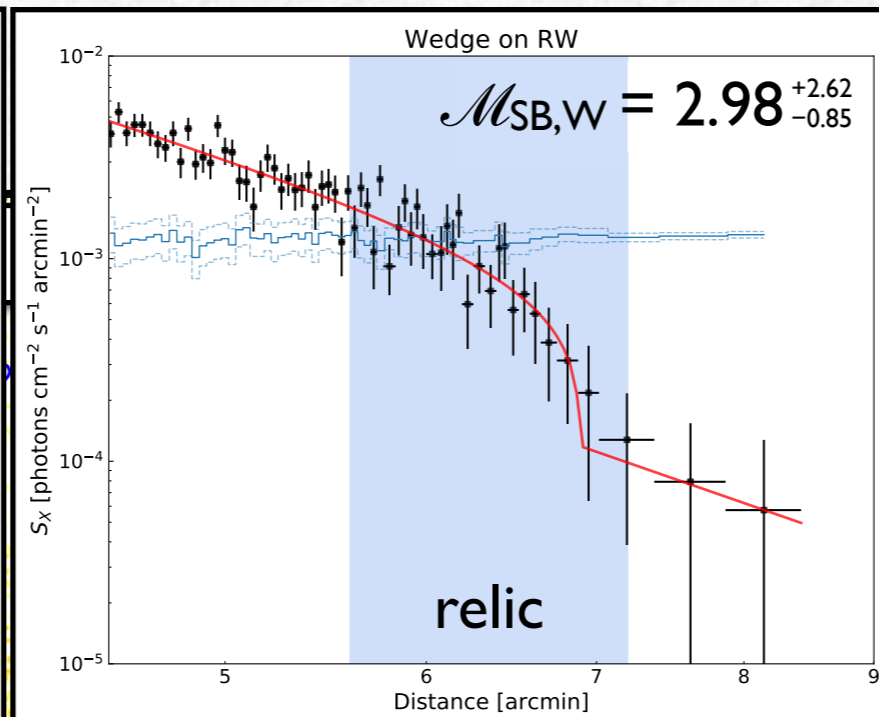 Wedge on RW
ℳSB,W = 2.98 +2.62 −0.85
10−2
10−3
10−4
10−5
SX [photons cm−2 s−1 arcmin−2]
relic
5 6 7 8 9
Distance [arcmin]